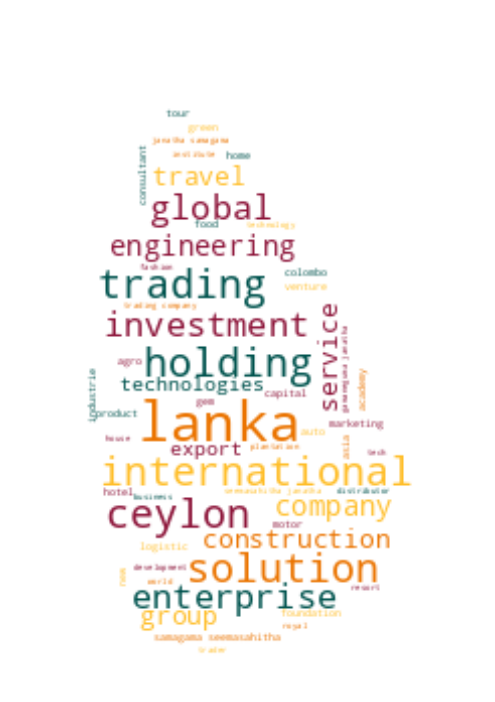 tour
green
janatha samagama
institute home
consultant
travel
global
food technology
engineering
fashion
trading colombo
venture
trading company
investment
service
gamanguna janatha
agro holding
technologies
industrie
capital
academy
gem
product
lanka
marketing
auto
house
export plantation
asia
tech
international
hotel seemasahitha janatha distributor
business
company
ceylon
motor
construction
logistic
development solution
new
world
resort
enterprise
group foundation
royal
samagama seemasahitha
trader